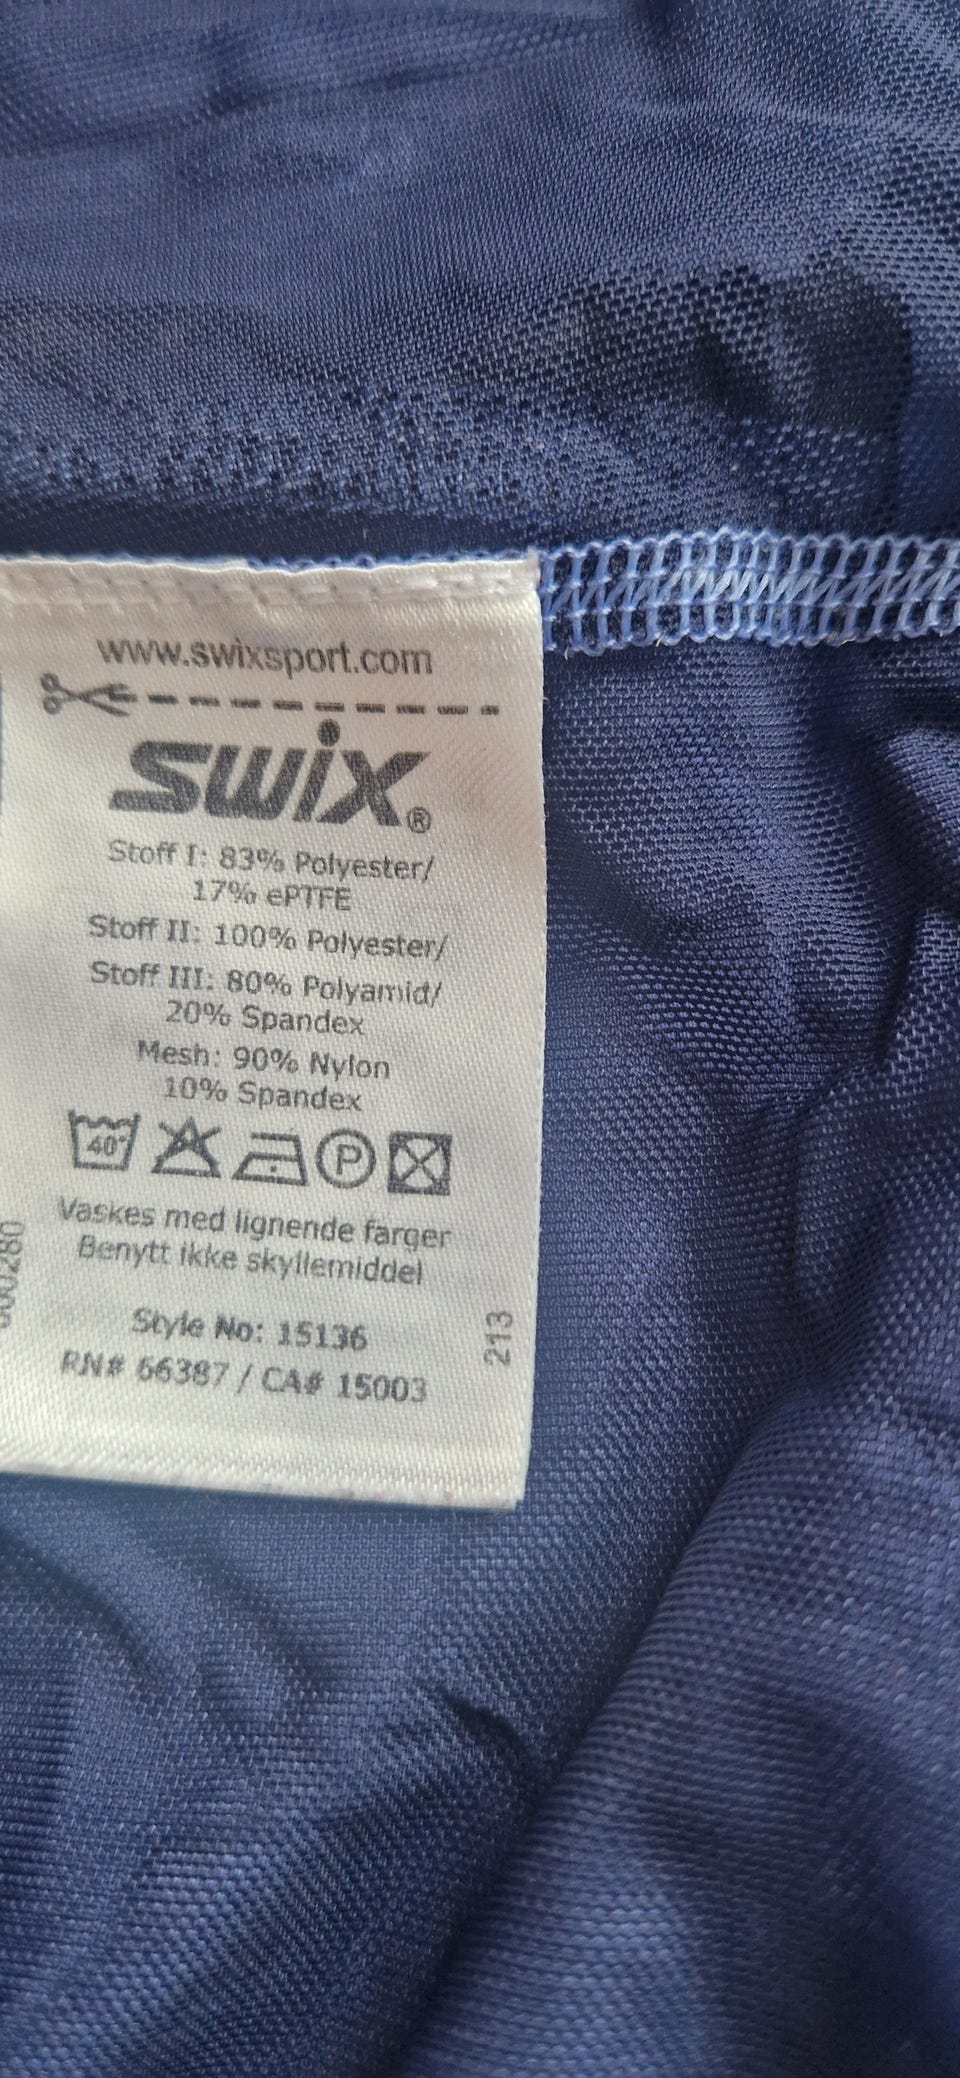 www.swixsport.com
swix®
Stoff I: 83% Polyester/
17% ePTFE
Stoff II: 100% Polyester/
Stoff III: 80% Polyamid/
20% Spandex
Mesh: 90% Nylon
10% Spandex
40° P
Vaskes med lignende farger
Benytt ikke skyllemiddel
Style No: 15136
RN# 66387 / CA# 15003
213